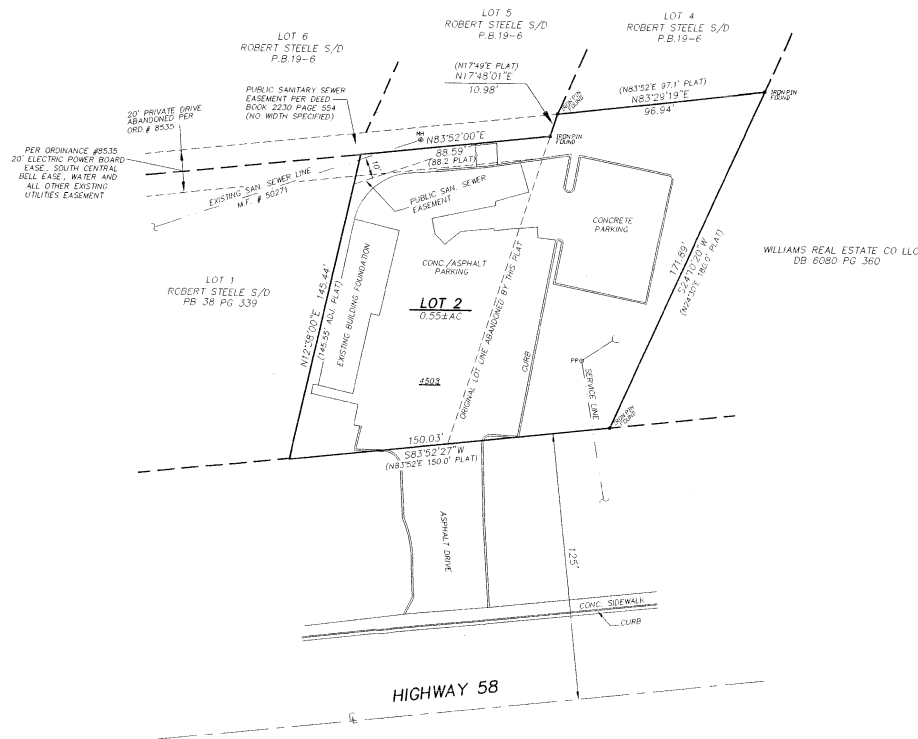 LOT 6
ROBERT STEELE S/D
P.B.19-6
LOT 5
ROBERT STEELE S/D
P.B.19-6
LOT 4
ROBERT STEELE S/D
P.B.19-6
(N17°49'E PLAT)
N17°48'01"E
10.98'
(N83°52'E 97.1' PLAT)
N83°29'19"E
96.94'
IRON PIN
FOUND
IRON PIN
FOUND
IRON PIN
FOUND
20' PRIVATE DRIVE
ABANDONED PER
ORD.# 8535
PUBLIC SANITARY SEWER
EASEMENT PER DEED
BOOK 2230 PAGE 554
(NO WIDTH SPECIFIED)
MH
N83°52'00"E
88.59'
(88.2 PLAT)
PER ORDINANCE #8535
20' ELECTRIC POWER BOARD
EASE, SOUTH CENTRAL
BELL EASE, WATER AND
ALL OTHER EXISTING
UTILITIES EASEMENT
EXISTING SAN. SEWER LINE
M.F. # 50271
10'
PUBLIC SAN. SEWER
EASEMENT
CONCRETE
PARKING
WILLIAMS REAL ESTATE CO LLC
DB 6080 PG 360
171.89'
S24°10'20"W
(N24°30'E 180.0' PLAT)
LOT 1
ROBERT STEELE S/D
PB 38 PG 339
N12°38'00"E 145.44'
(145.55' ADJ. PLAT)
EXISTING BUILDING FOUNDATION
CONC./ASPHALT
PARKING
LOT 2
0.55±AC
4503
ORIGINAL LOT LINE ABANDONED BY THIS PLAT
CURB
PP
SERVICE LINE
IRON PIN
FOUND
150.03'
S83°52'27"W
(N83°52'E 150.0' PLAT)
ASPHALT DRIVE
125'
CONC. SIDEWALK
CURB
HIGHWAY 58